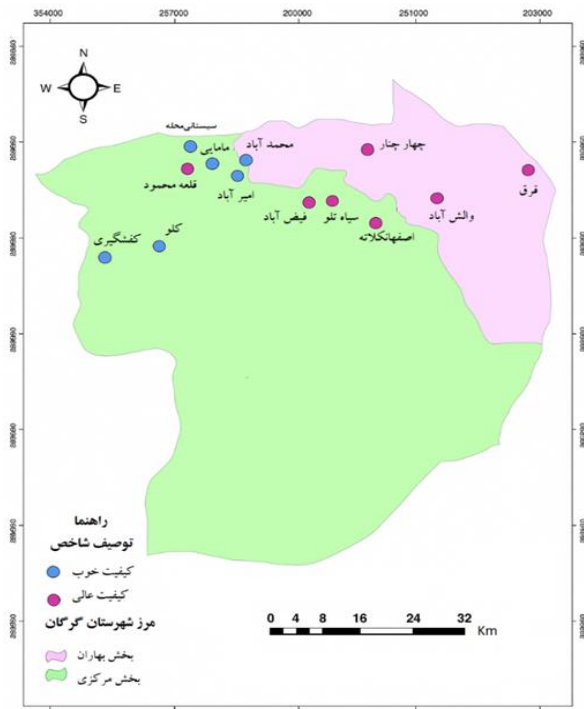 354000 257000 200000 251000 203000
N
W E
S
سیستانی‌محله
مامایی
محمد آباد
چهار چنار
قرق
قلعه محمود
امیر آباد
فیض آباد
سیاه تلو
والش آباد
اصفهانکلاته
کلو
کفشگیری
راهنما
توصیف شاخص
کیفیت خوب
کیفیت عالی
مرز شهرستان گرگان
بخش بهاران
بخش مرکزی
0 4 8 16 24 32
Km